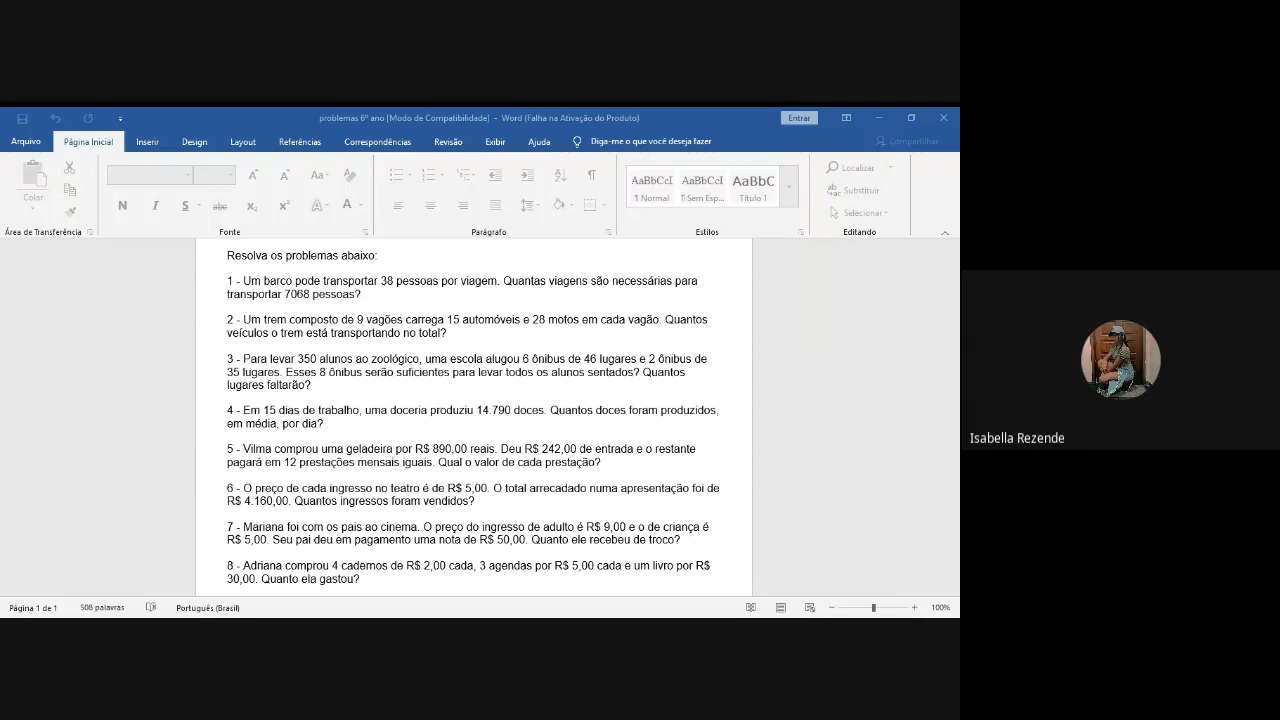 problemas 6º ano [Modo de Compatibilidade] - Word (Falha na Ativação do Produto)
Entrar
Arquivo
Página Inicial
Inserir
Design
Layout
Referências
Correspondências
Revisão
Exibir
Ajuda
Diga-me o que você deseja fazer
Compartilhar
Colar
Área de Transferência
N I S abc x₂ x² A A
Aa
Fonte
Parágrafo
AaBbCcI AaBbCcI AaBbC
¶ Normal ¶ Sem Esp... Título 1
Estilos
Localizar
Substituir
Selecionar
Editando
Resolva os problemas abaixo:
1 - Um barco pode transportar 38 pessoas por viagem. Quantas viagens são necessárias para
transportar 7068 pessoas?
2 - Um trem composto de 9 vagões carrega 15 automóveis e 28 motos em cada vagão. Quantos
veículos o trem está transportando no total?
3 - Para levar 350 alunos ao zoológico, uma escola alugou 6 ônibus de 46 lugares e 2 ônibus de
35 lugares. Esses 8 ônibus serão suficientes para levar todos os alunos sentados? Quantos
lugares faltarão?
4 - Em 15 dias de trabalho, uma doceria produziu 14.790 doces. Quantos doces foram produzidos,
em média, por dia?
5 - Vilma comprou uma geladeira por R$ 890,00 reais. Deu R$ 242,00 de entrada e o restante
pagará em 12 prestações mensais iguais. Qual o valor de cada prestação?
6 - O preço de cada ingresso no teatro é de R$ 5,00. O total arrecadado numa apresentação foi de
R$ 4.160,00. Quantos ingressos foram vendidos?
7 - Mariana foi com os pais ao cinema. O preço do ingresso de adulto é R$ 9,00 e o de criança é
R$ 5,00. Seu pai deu em pagamento uma nota de R$ 50,00. Quanto ele recebeu de troco?
8 - Adriana comprou 4 cadernos de R$ 2,00 cada, 3 agendas por R$ 5,00 cada e um livro por R$
30,00. Quanto ela gastou?
Página 1 de 1
508 palavras
Português (Brasil)
100%
Isabella Rezende